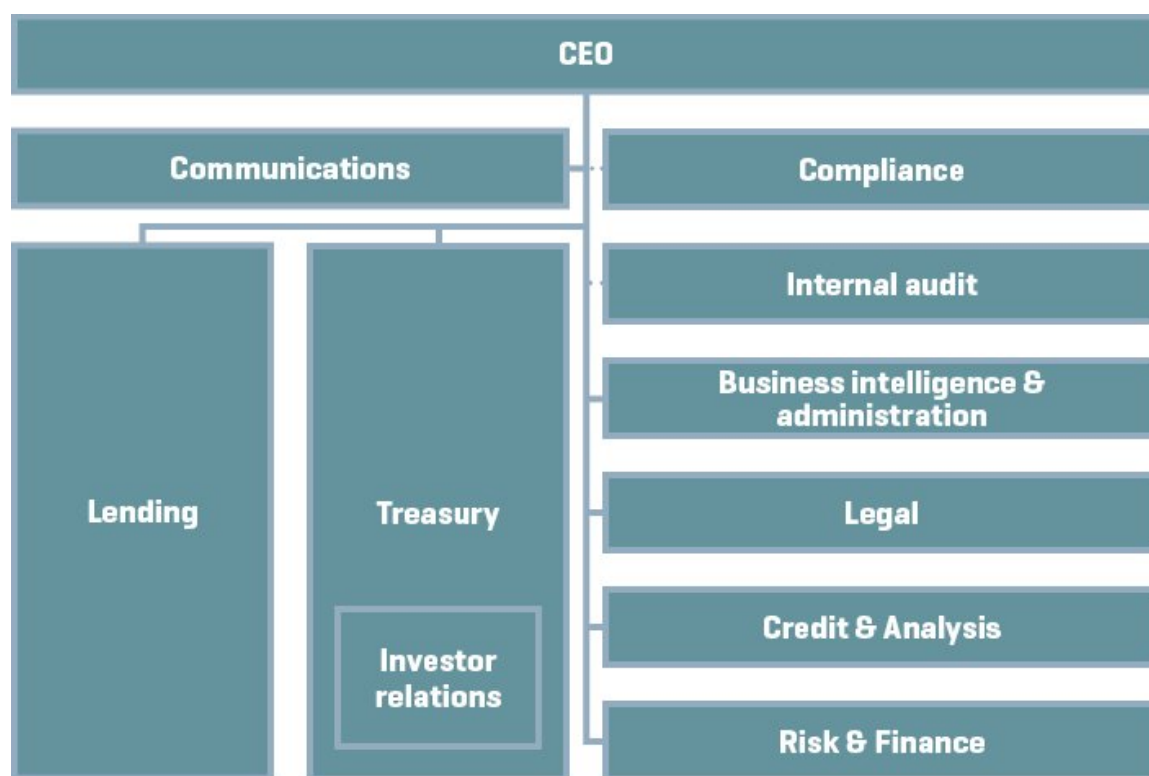 CEO
Communications
Compliance
Internal audit
Business intelligence &
administration
Lending
Treasury
Legal
Credit & Analysis
Investor
relations
Risk & Finance